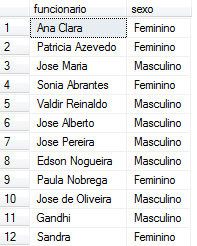 funcionario sexo
1 Ana Clara Feminino
2 Patricia Azevedo Feminino
3 Jose Maria Masculino
4 Sonia Abrantes Feminino
5 Valdir Reinaldo Masculino
6 Jose Alberto Masculino
7 Jose Pereira Masculino
8 Edson Nogueira Masculino
9 Paula Nobrega Feminino
10 Jose de Oliveira Masculino
11 Gandhi Masculino
12 Sandra Feminino